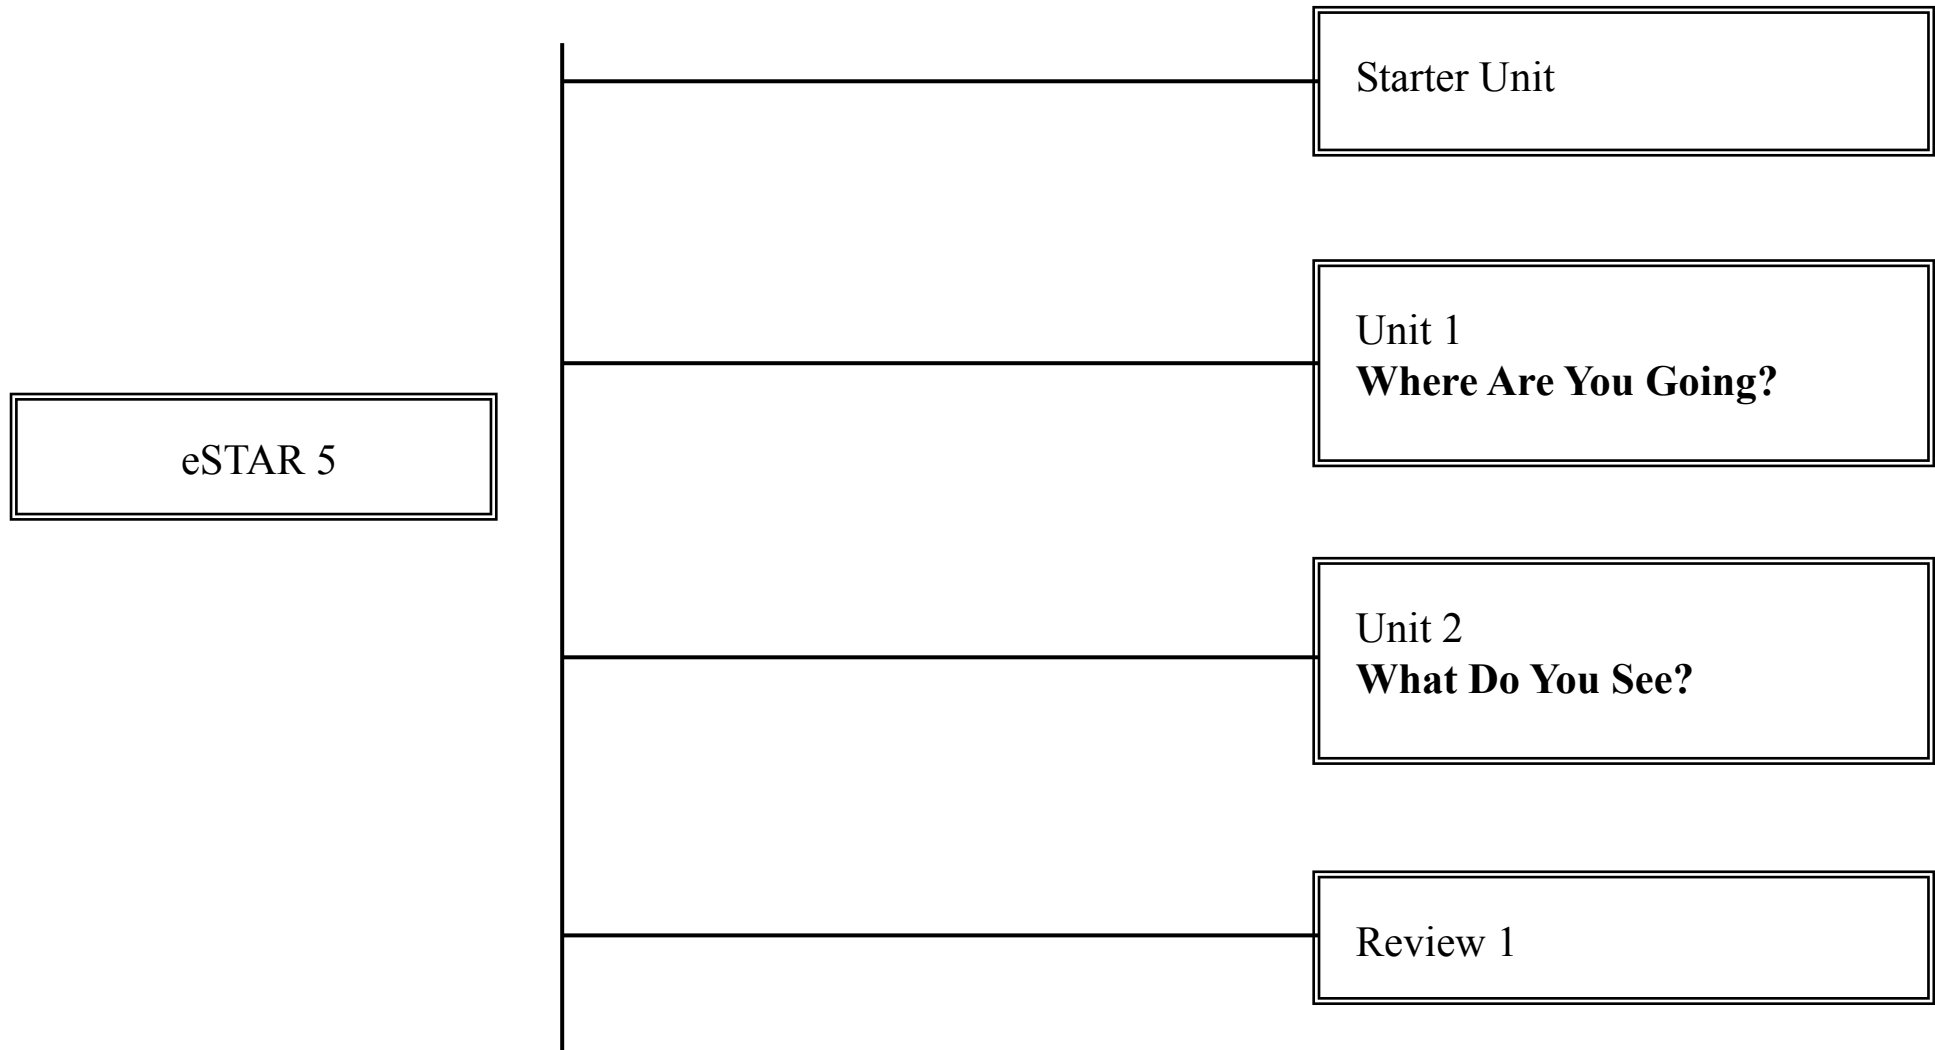 eSTAR 5
Starter Unit
Unit 1
Where Are You Going?
Unit 2
What Do You See?
Review 1